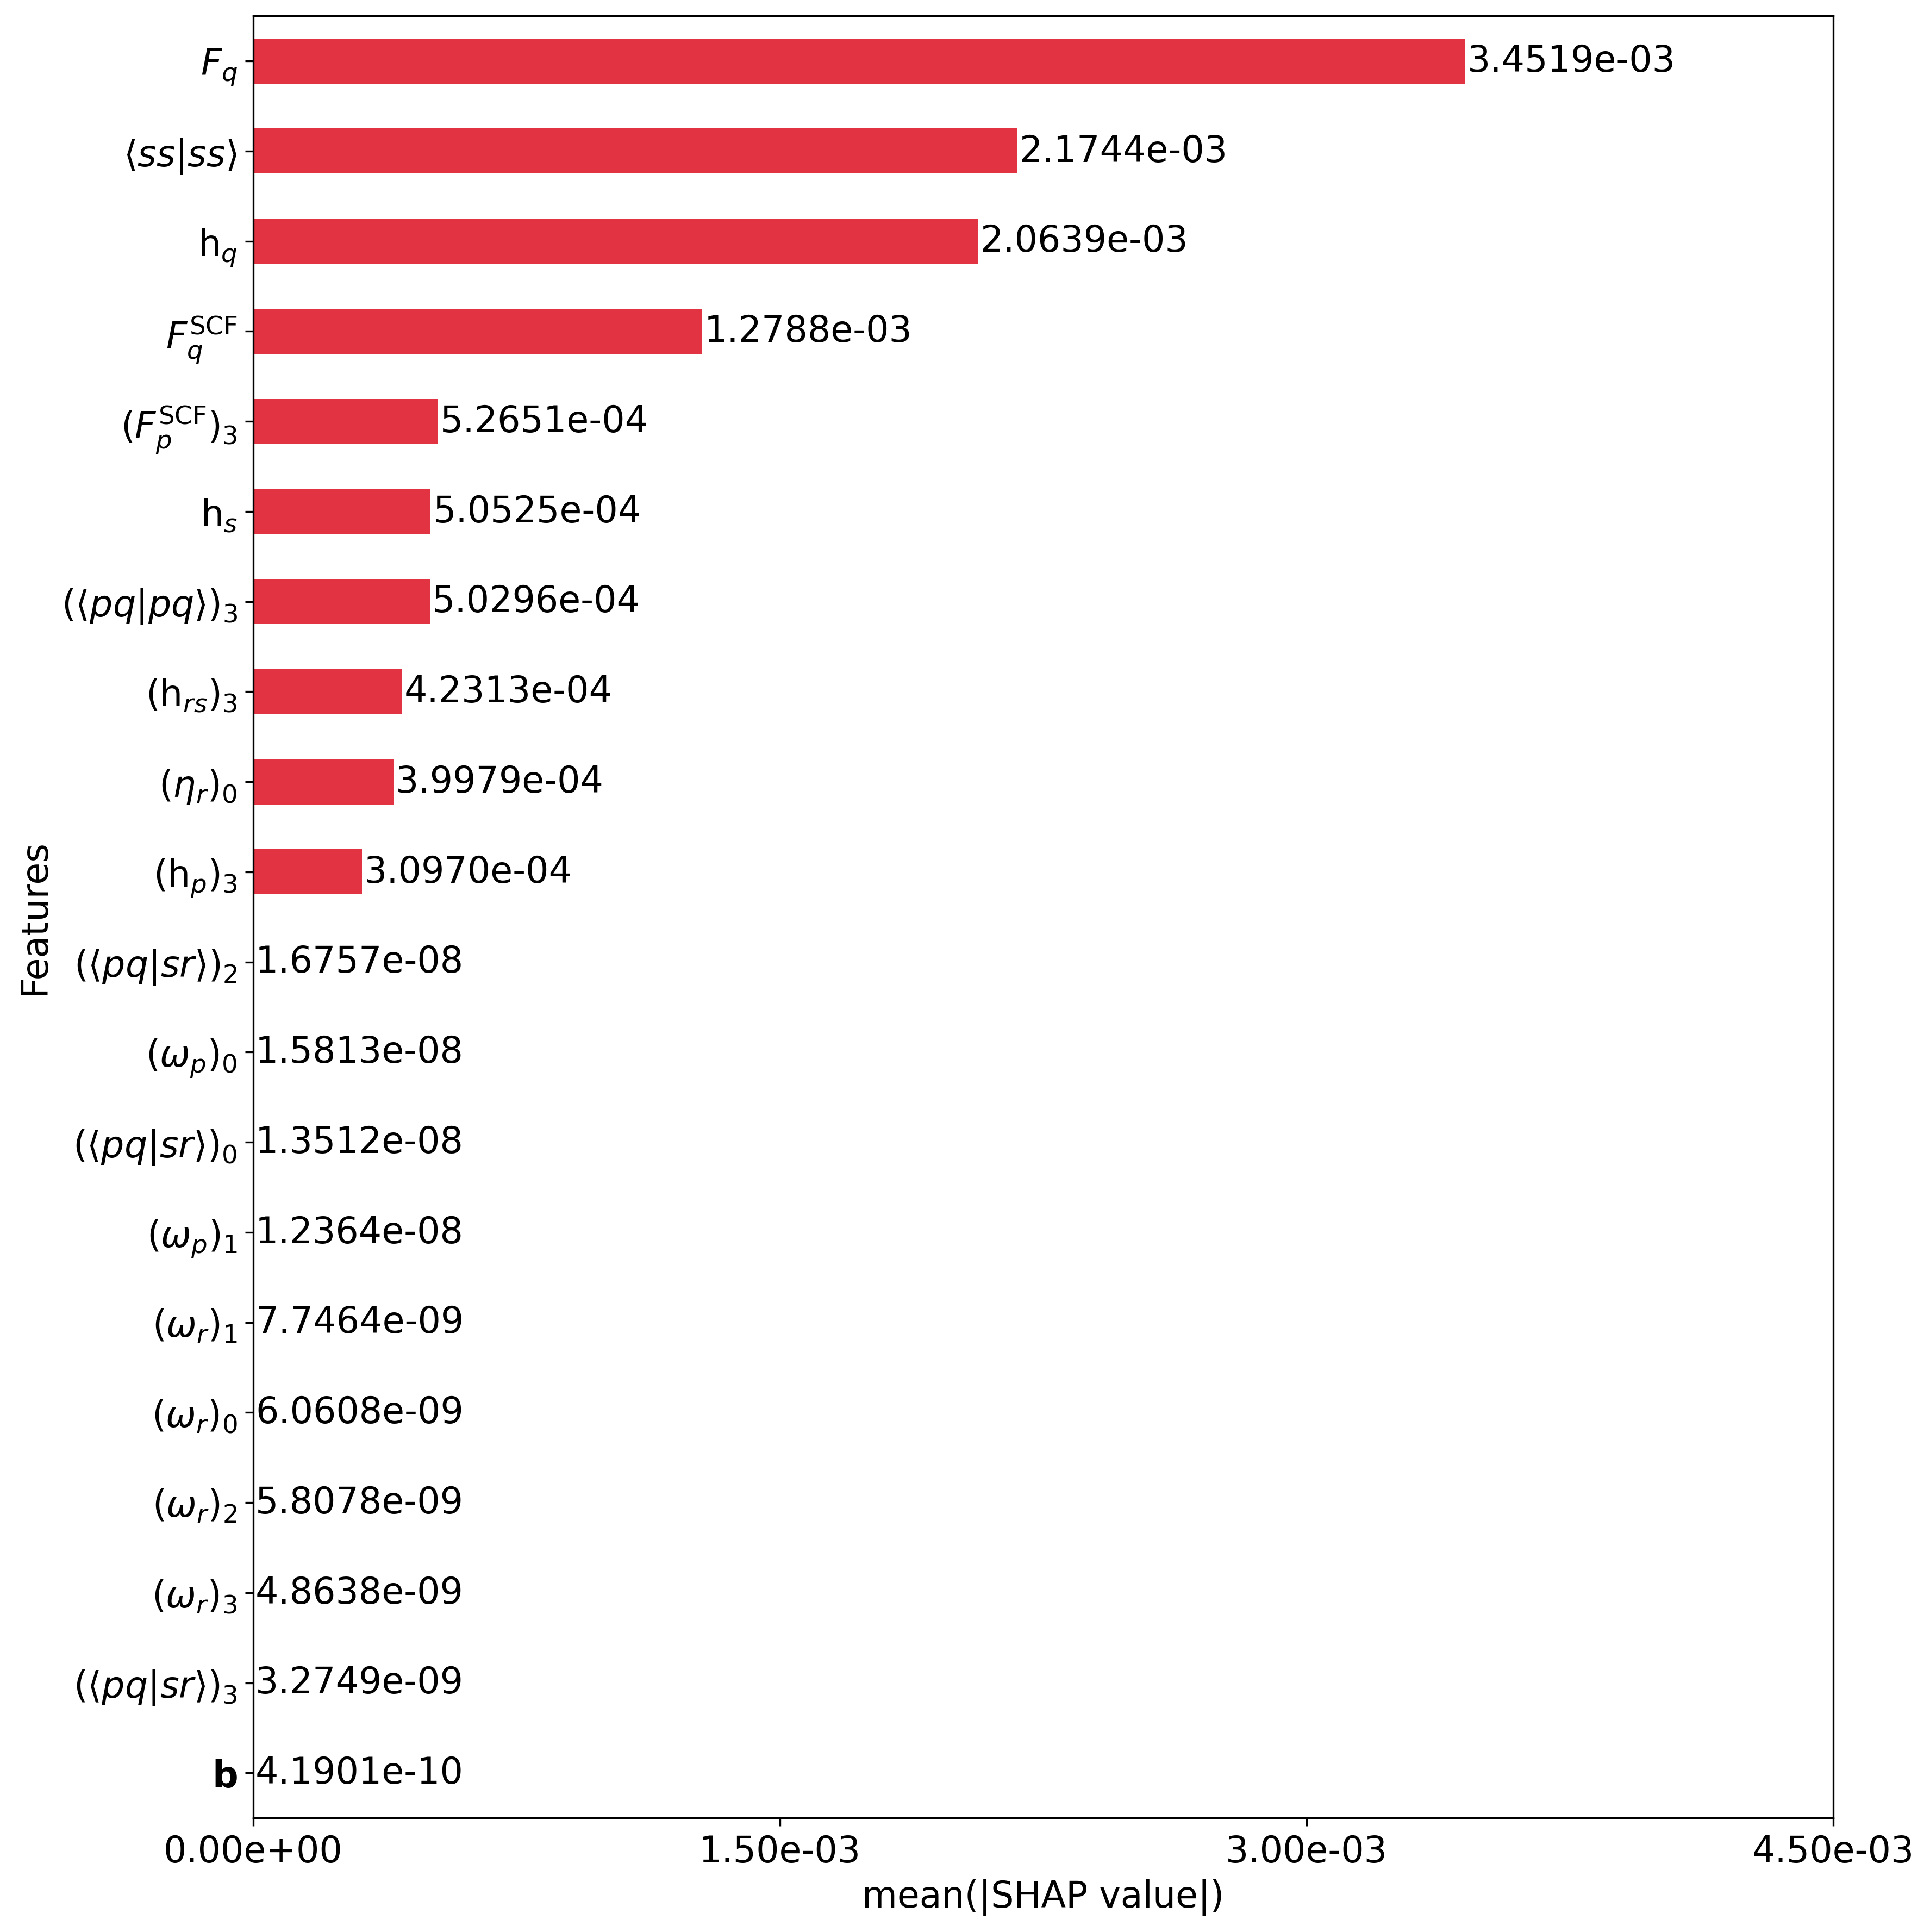 F_q 3.4519e-03
⟨ss|ss⟩ 2.1744e-03
h_q 2.0639e-03
F_q^SCF 1.2788e-03
(F_p^SCF)_3 5.2651e-04
h_s 5.0525e-04
(⟨pq|pq⟩)_3 5.0296e-04
(h_rs)_3 4.2313e-04
(η_r)_0 3.9979e-04
(h_p)_3 3.0970e-04
(⟨pq|sr⟩)_2 1.6757e-08
(ω_p)_0 1.5813e-08
(⟨pq|sr⟩)_0 1.3512e-08
(ω_p)_1 1.2364e-08
(ω_r)_1 7.7464e-09
(ω_r)_0 6.0608e-09
(ω_r)_2 5.8078e-09
(ω_r)_3 4.8638e-09
(⟨pq|sr⟩)_3 3.2749e-09
b 4.1901e-10
Features
0.00e+00 1.50e-03 3.00e-03 4.50e-03
mean(|SHAP value|)